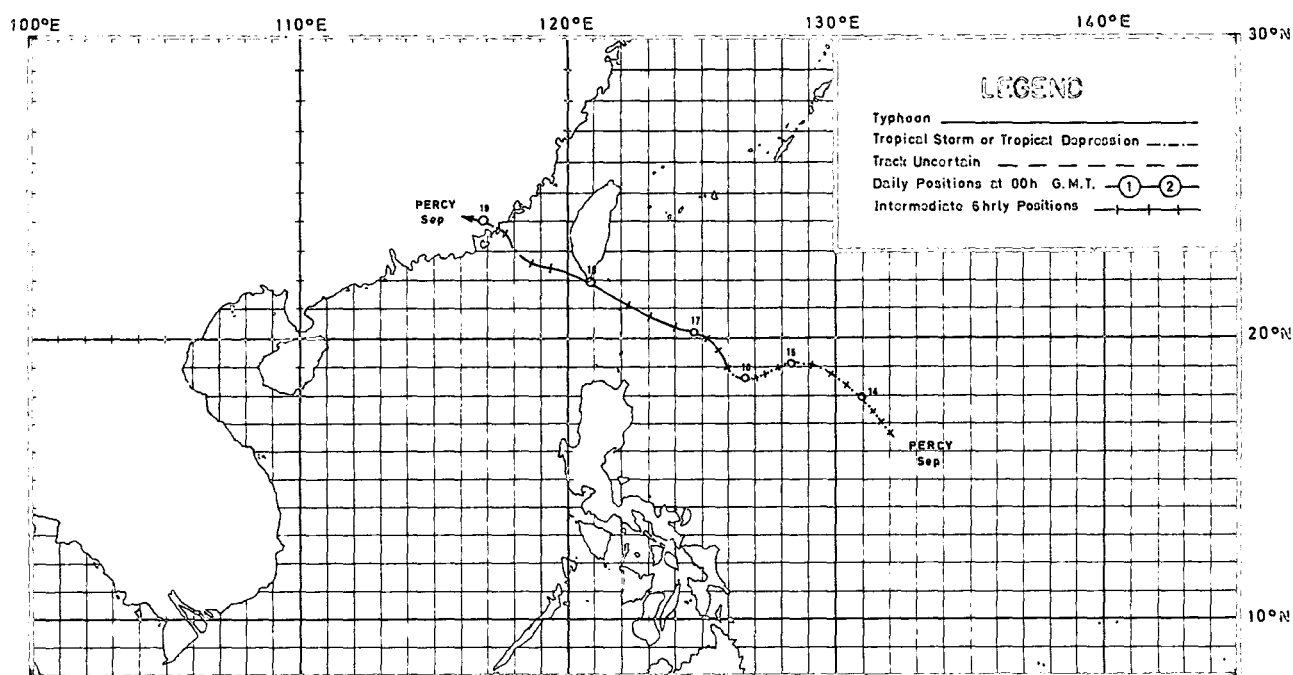 100°E 110°E 120°E 130°E 140°E
30°N
LEGEND
Typhoon
Tropical Storm or Tropical Depression
Track Uncertain
Daily Positions at 00h G.M.T. 1 2
Intermediate 6hrly Positions
PERCY
Sep
19
18
17
16
15
14
20°N
PERCY
Sep
10°N